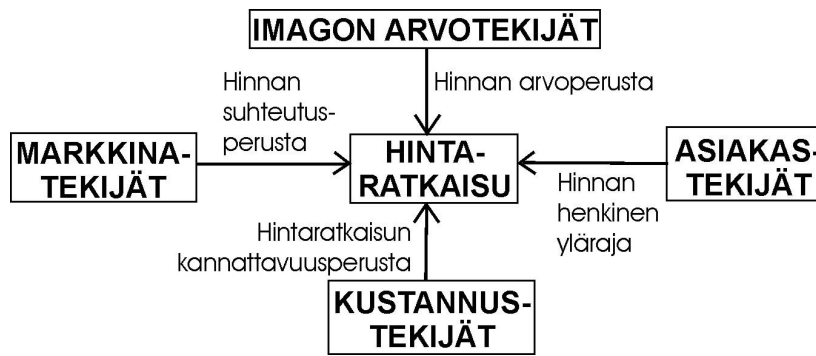 IMAGON ARVOTEKIJÄT
Hinnan
suhteutus-
perusta
Hinnan arvoperusta
MARKKINA-
TEKIJÄT
HINTA-
RATKAISU
ASIAKAS-
TEKIJÄT
Hinnan
henkinen
yläraja
Hintaratkaisun
kannattavuusperusta
KUSTANNUS-
TEKIJÄT